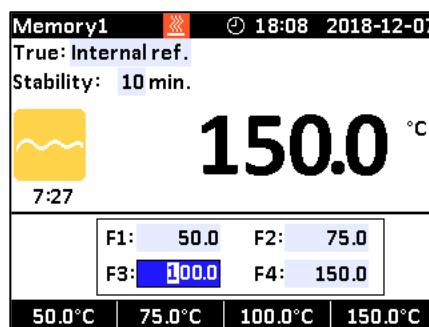 Memory1 18:08 2018-12-07
True: Internal ref.
Stability: 10 min.
150.0 °C
7:27
F1: 50.0 F2: 75.0
F3: 100.0 F4: 150.0
50.0°C 75.0°C 100.0°C 150.0°C